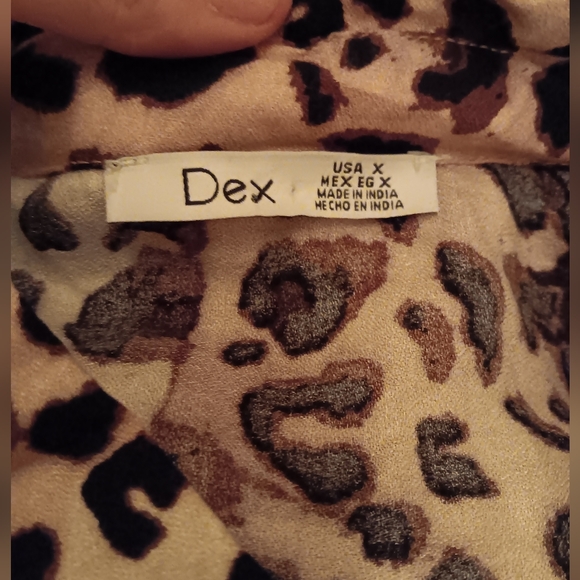 Dex
USA X
MEX EG X
MADE IN INDIA
HECHO EN INDIA